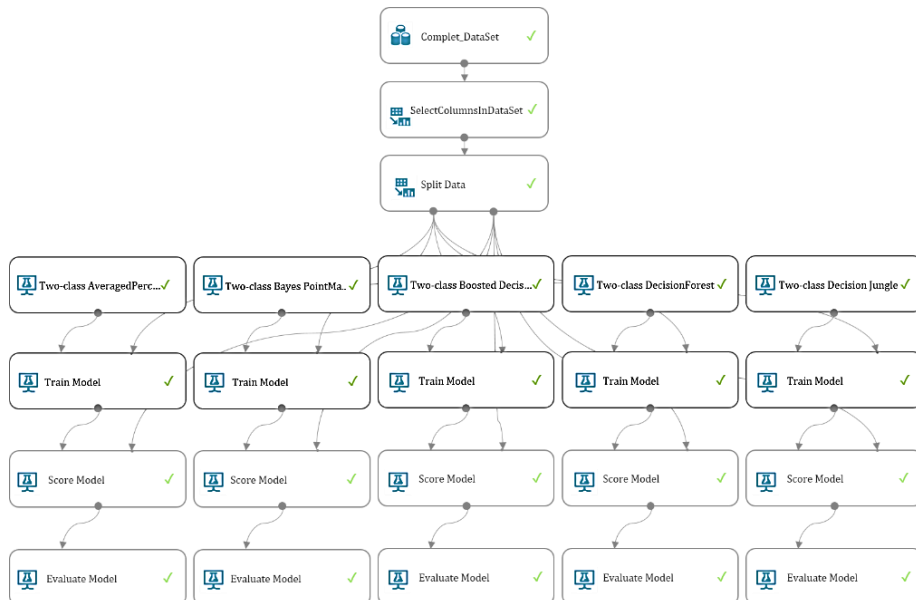 Complet_DataSet
SelectColumnsInDataSet
Split Data
Two-class AveragedPerc...
Two-class Bayes PointMa..
Two-class Boosted Decis...
Two-class DecisionForest
Two-class Decision Jungle
Train Model
Train Model
Train Model
Train Model
Train Model
Score Model
Score Model
Score Model
Score Model
Score Model
Evaluate Model
Evaluate Model
Evaluate Model
Evaluate Model
Evaluate Model